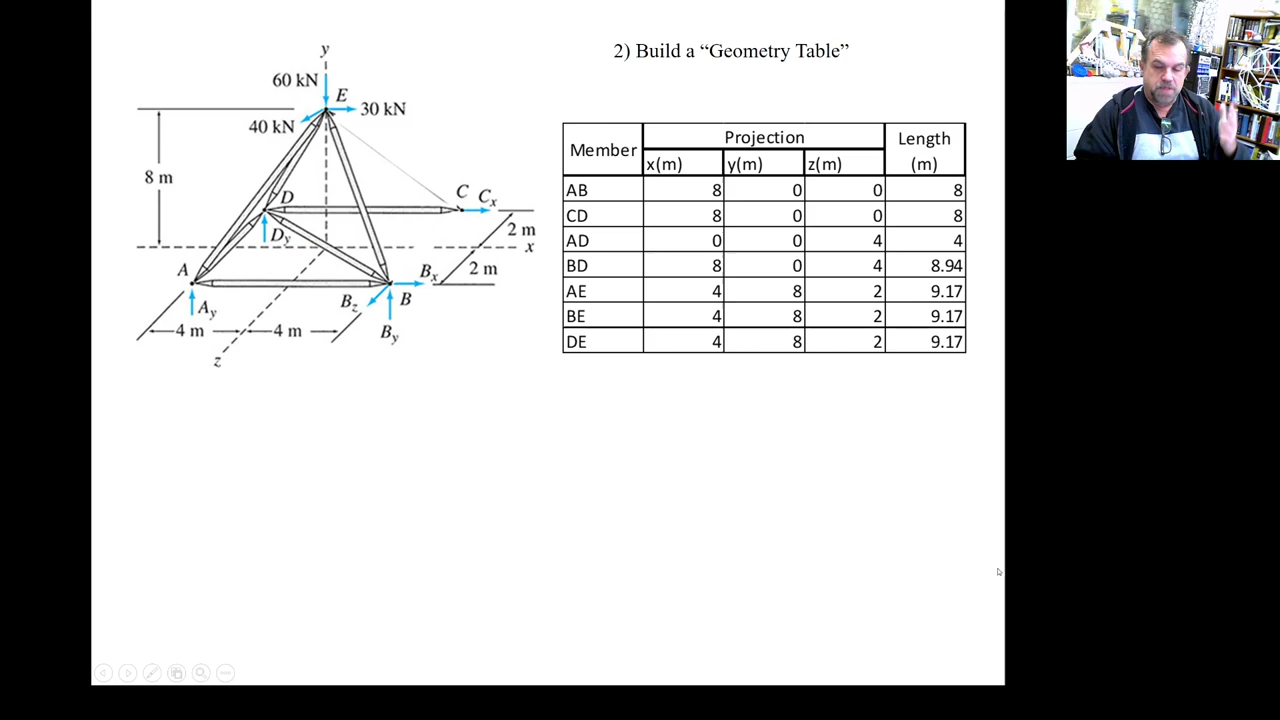 2) Build a “Geometry Table”
y
60 kN
E
30 kN
40 kN
8 m
D
C Cx
2 m
Dy
x
A
Bx
2 m
Bz
B
Ay
4 m
4 m
By
z
Member Projection Length
x(m) y(m) z(m) (m)
AB 8 0 0 8
CD 8 0 0 8
AD 0 0 4 4
BD 8 0 4 8.94
AE 4 8 2 9.17
BE 4 8 2 9.17
DE 4 8 2 9.17